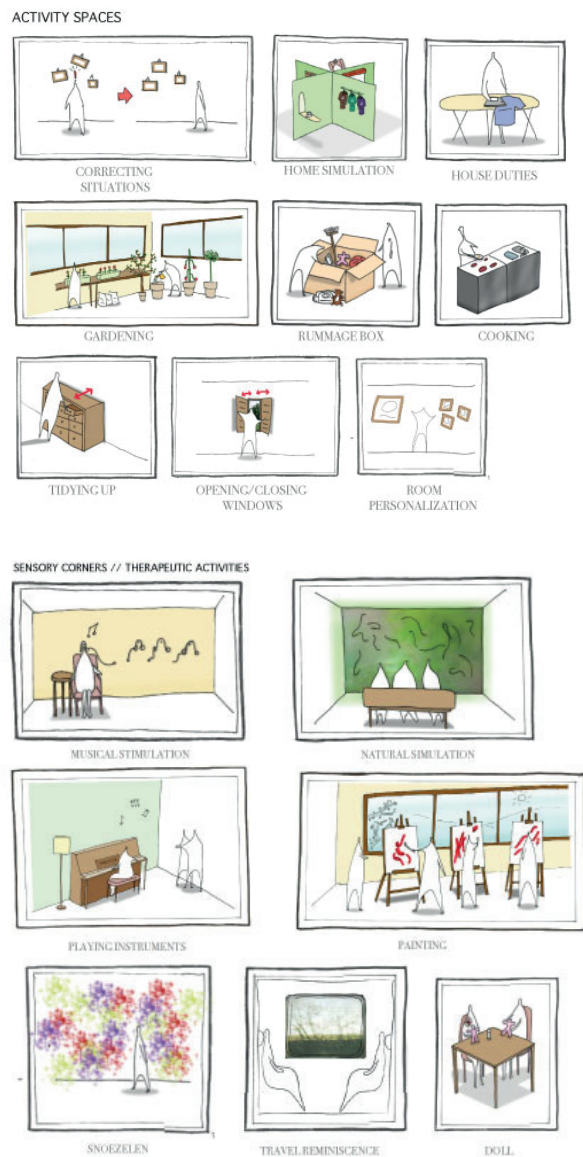 ACTIVITY SPACES
CORRECTING
SITUATIONS
HOME SIMULATION
HOUSE DUTIES
GARDENING
RUMMAGE BOX
COOKING
TIDYING UP
OPENING/CLOSING
WINDOWS
ROOM
PERSONALIZATION
SENSORY CORNERS // THERAPEUTIC ACTIVITIES
MUSICAL STIMULATION
NATURAL SIMULATION
PLAYING INSTRUMENTS
PAINTING
SNOEZELEN
TRAVEL REMINISCENCE
DOLL